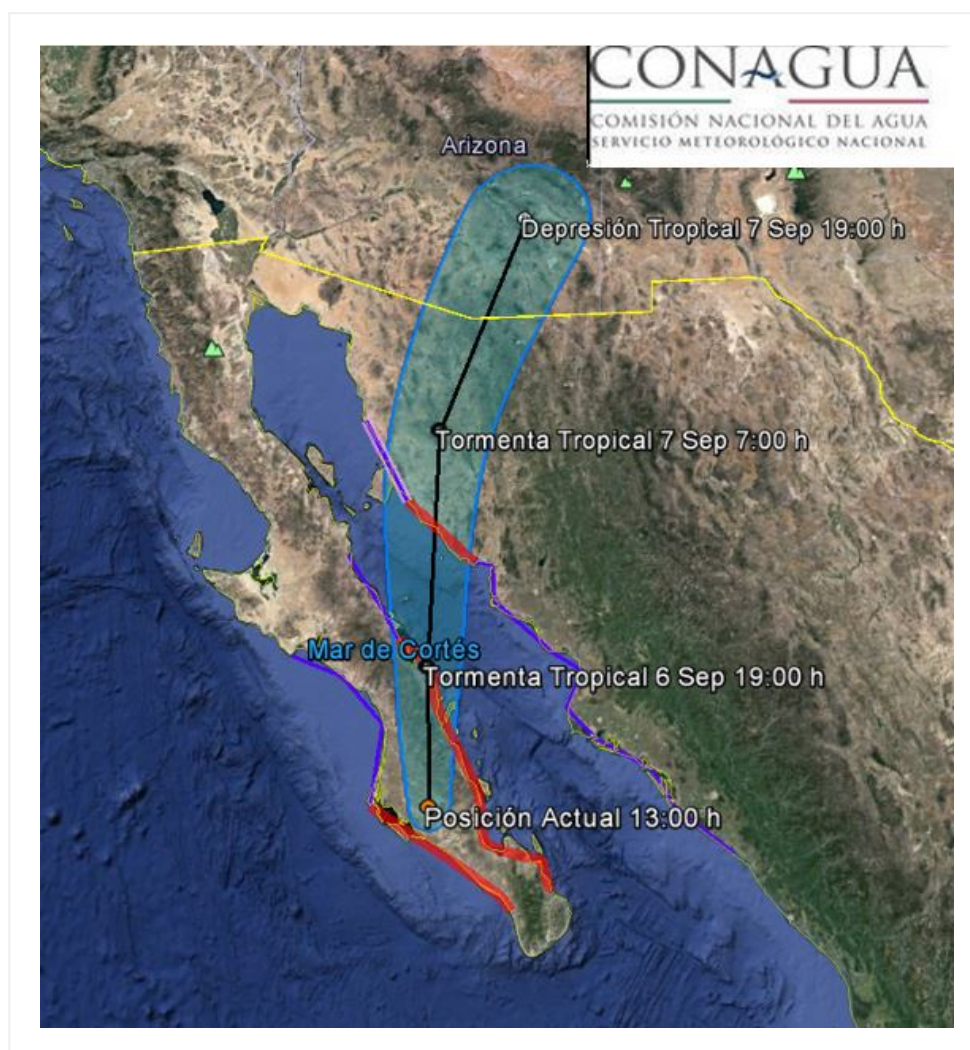 CONAGUA
COMISIÓN NACIONAL DEL AGUA
SERVICIO METEOROLÓGICO NACIONAL
Arizona
Depresión Tropical 7 Sep 19:00 h
Tormenta Tropical 7 Sep 7:00 h
Mar de Cortés
Tormenta Tropical 6 Sep 19:00 h
Posición Actual 13:00 h